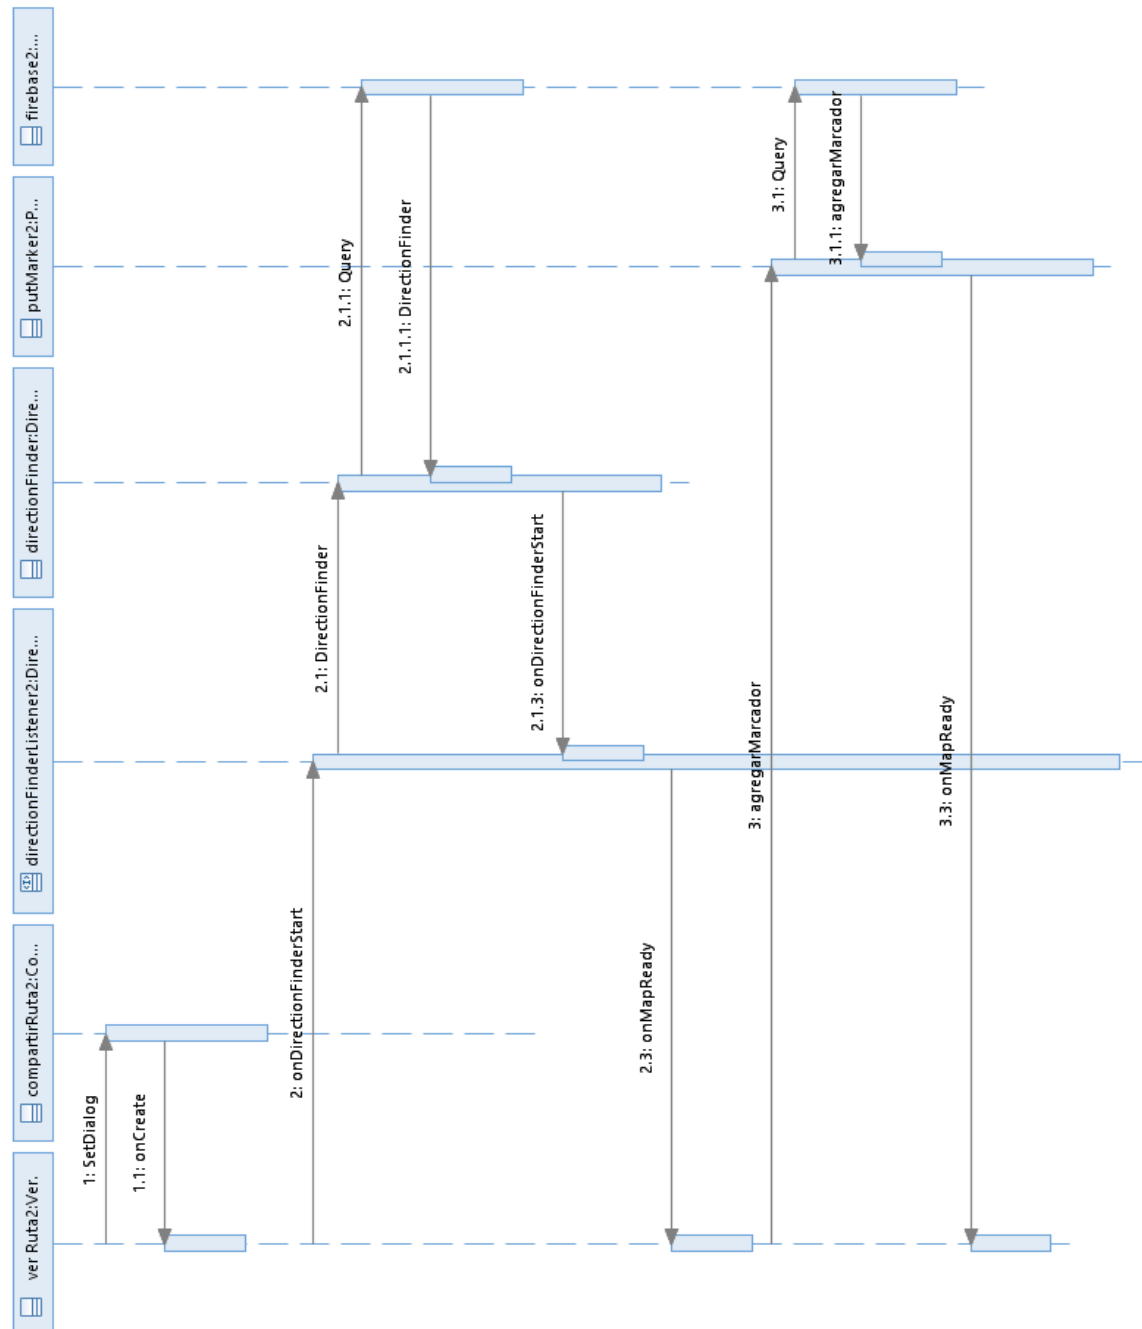 ver Ruta2:Ver.
compartirRuta2:Co...
directionFinderListener2:Dire...
directionFinder:Dire...
putMarker2:P...
firebase2:...
1: SetDialog
1.1: onCreate
2: onDirectionFinderStart
2.1: DirectionFinder
2.1.1: Query
2.1.1.1: DirectionFinder
2.1.3: onDirectionFinderStart
2.3: onMapReady
3: agregarMarcador
3.1: Query
3.1.1: agregarMarcador
3.3: onMapReady